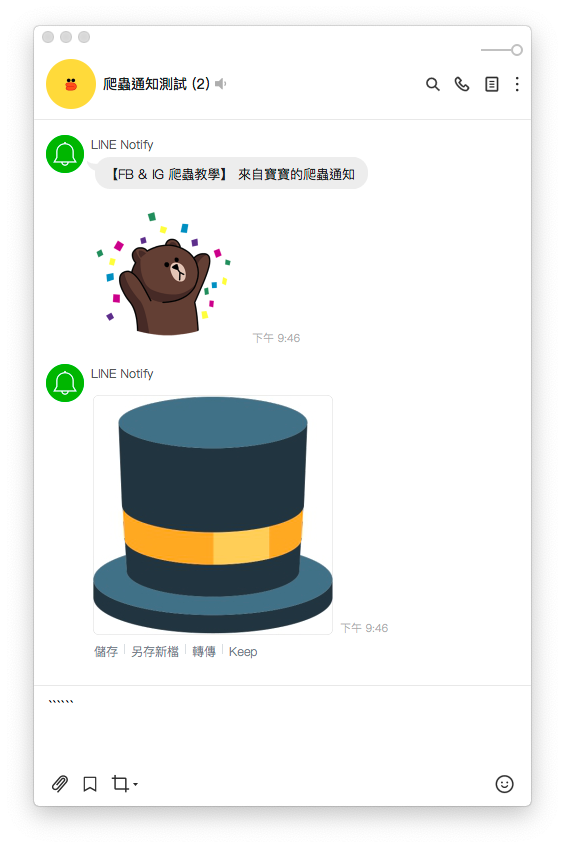 爬蟲通知測試 (2)
LINE Notify
【FB & IG 爬蟲教學】 來自寶寶的爬蟲通知
下午 9:46
LINE Notify
下午 9:46
儲存 另存新檔 轉傳 Keep
``````